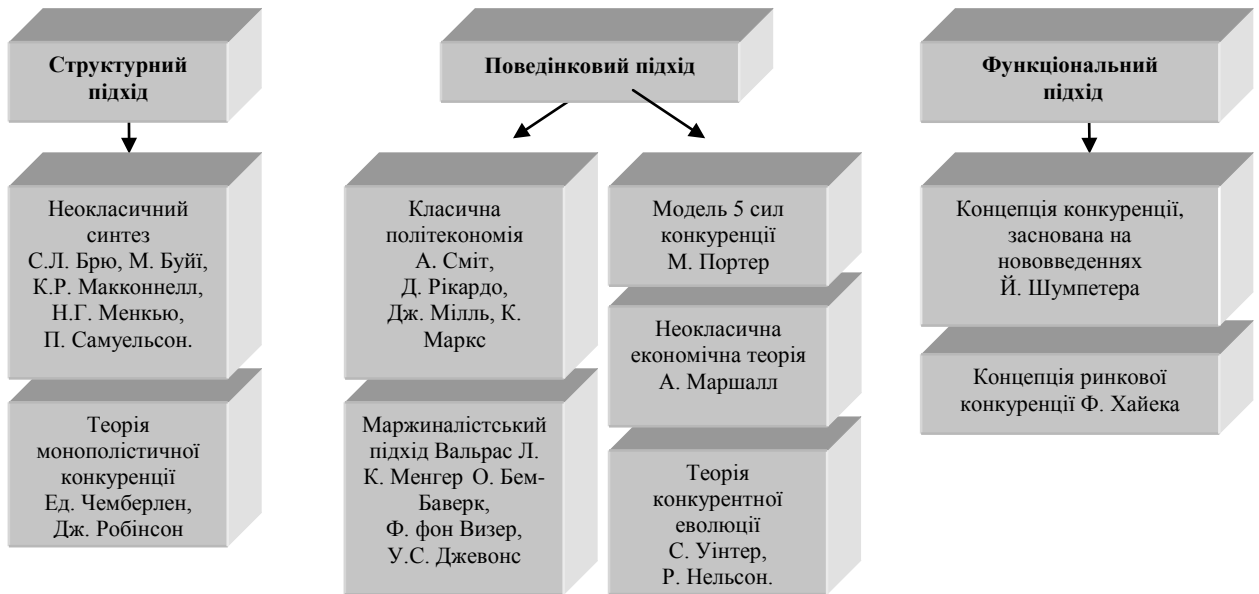 Структурний
підхід
Неокласичний
синтез
С.Л. Брю, М. Буйї,
К.Р. Макконнелл,
Н.Г. Менкью,
П. Самуельсон.
Теорія
монополістичної
конкуренції
Ед. Чемберлен,
Дж. Робінсон
Поведінковий підхід
Класична
політекономія
А. Сміт,
Д. Рікардо,
Дж. Мілль, К.
Маркс
Маржиналістський
підхід Вальрас Л.
К. Менгер О. Бем-
Баверк,
Ф. фон Визер,
У.С. Джевонс
Модель 5 сил
конкуренції
М. Портер
Неокласична
економічна теорія
А. Маршалл
Теорія
конкурентної
еволюції
С. Уінтер,
Р. Нельсон.
Функціональний
підхід
Концепція конкуренції,
заснована на
нововведеннях
Й. Шумпетера
Концепція ринкової
конкуренції Ф. Хайека